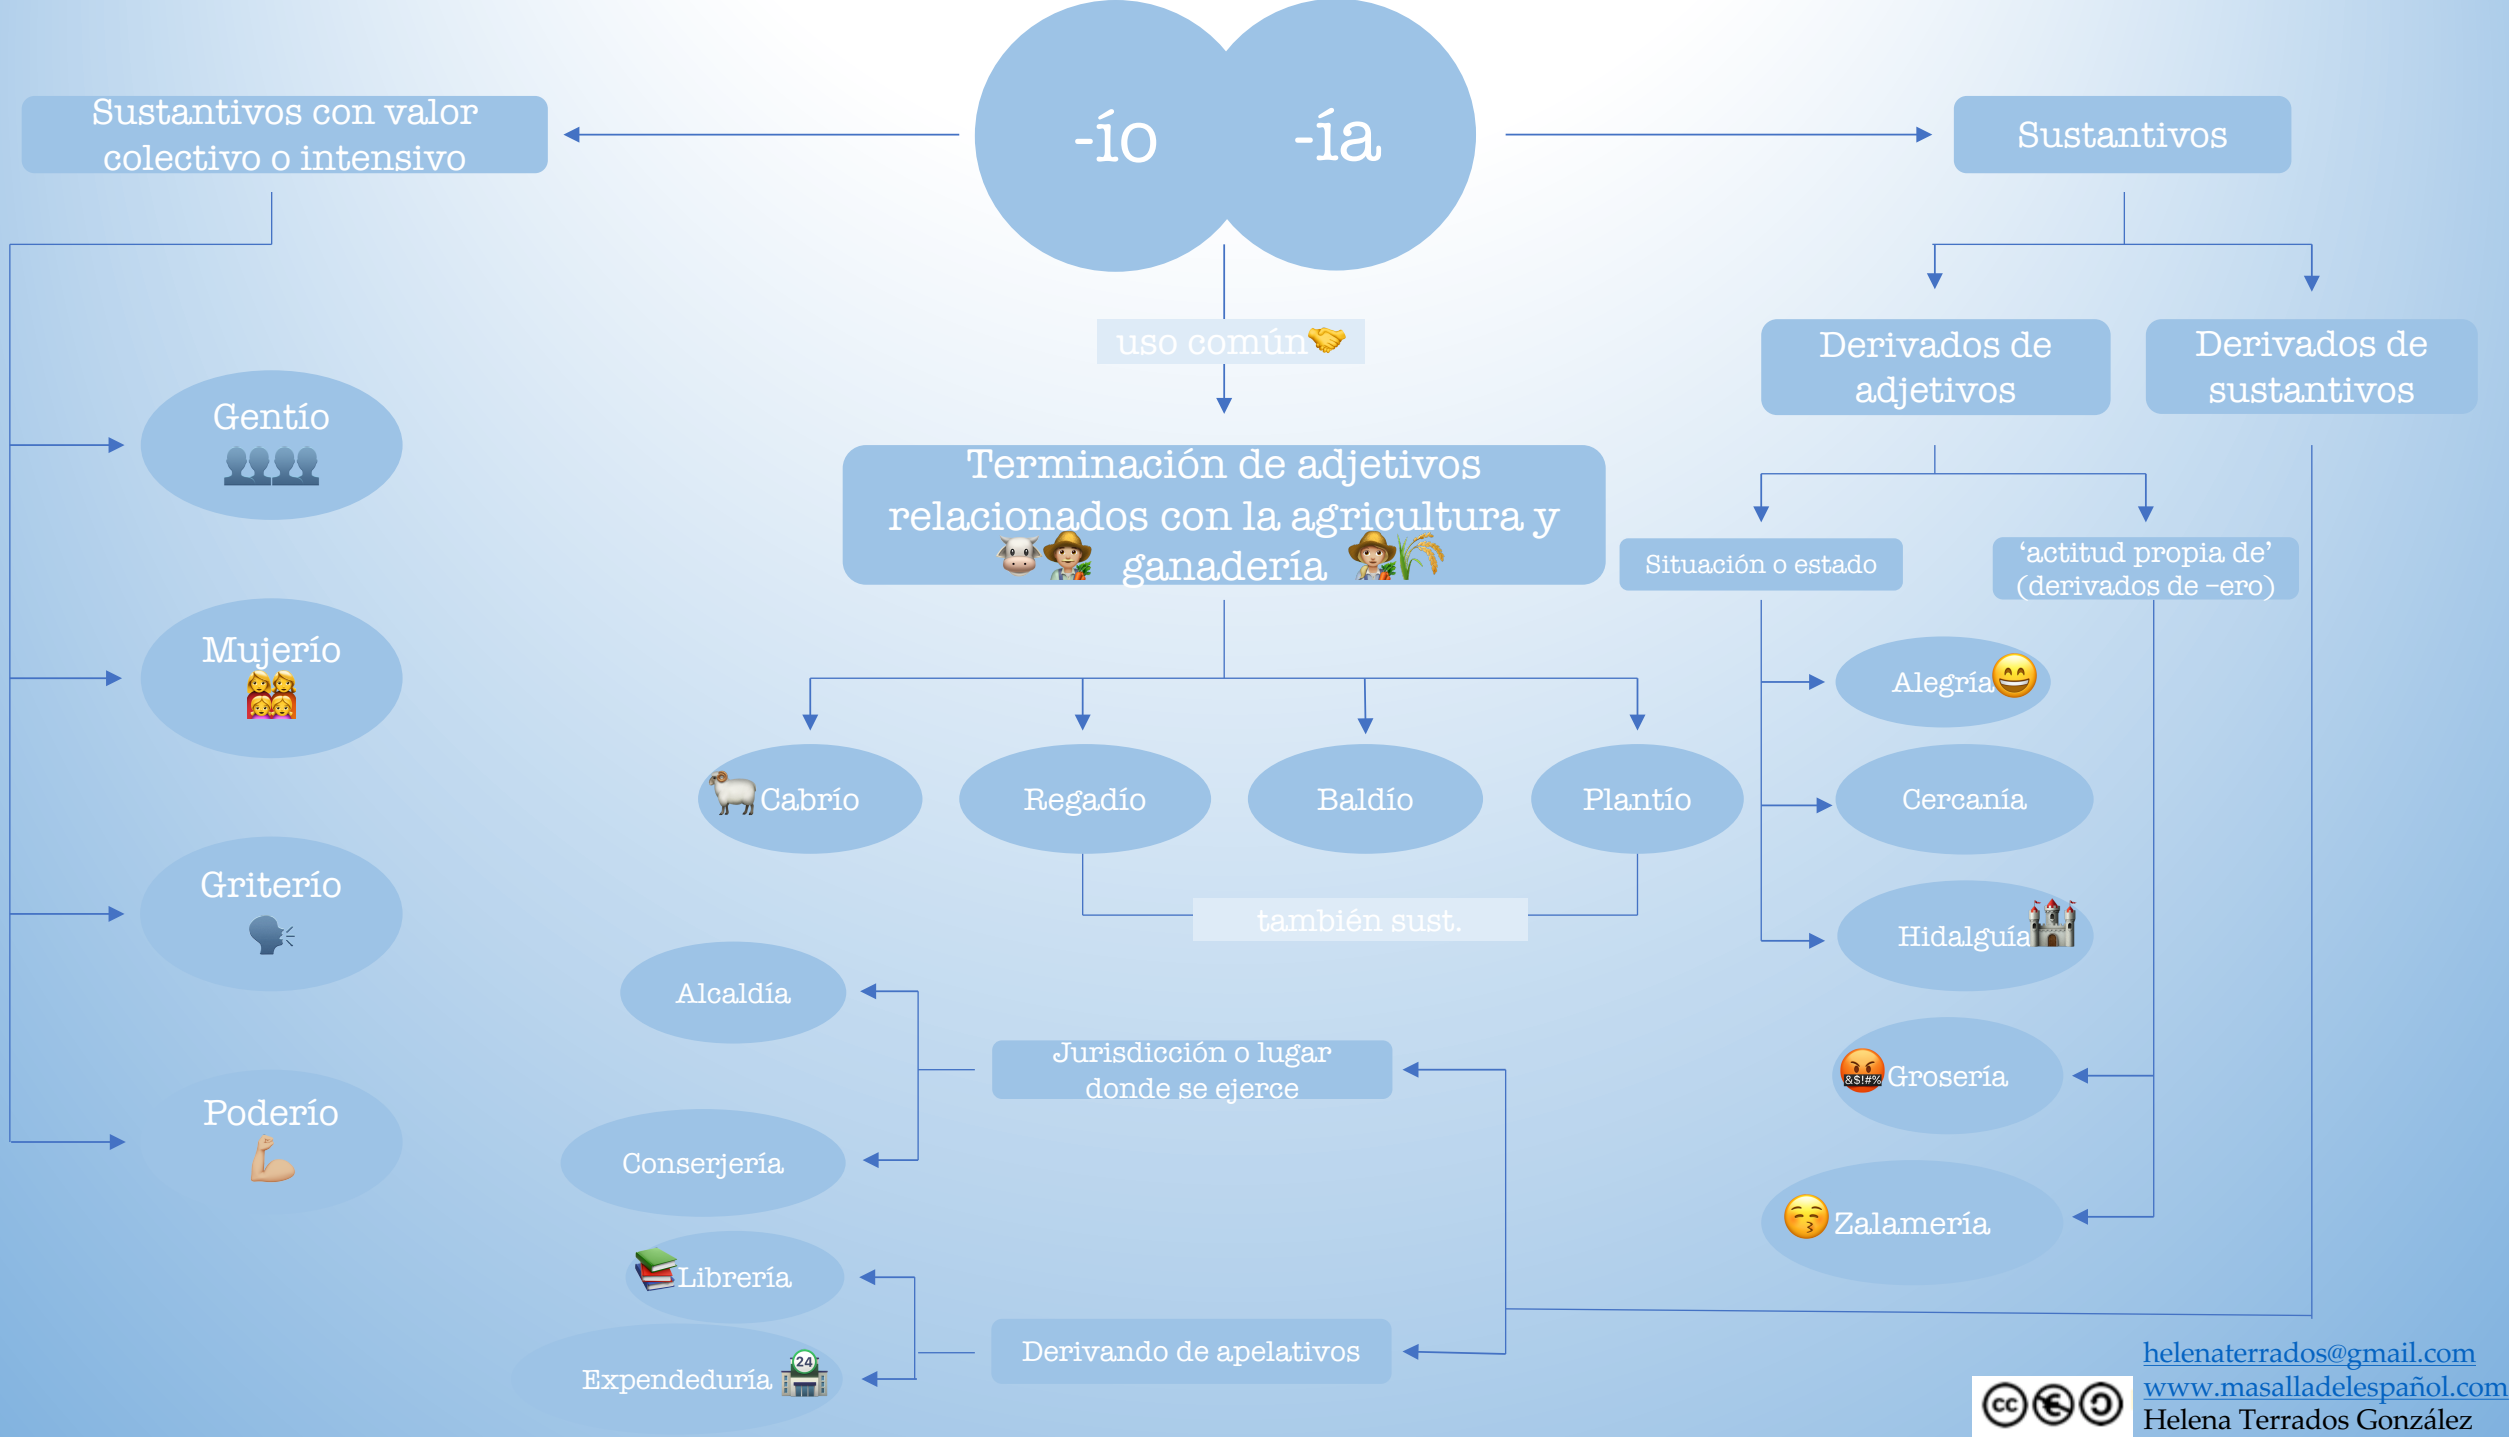 -ío
-ía
Sustantivos con valor
colectivo o intensivo
Sustantivos
uso común
Derivados de
adjetivos
Derivados de
sustantivos
Gentío
Mujerío
Griterío
Poderío
Terminación de adjetivos
relacionados con la agricultura y
ganadería
Situación o estado
‘actitud propia de’
(derivados de –ero)
Alegría
Cercanía
Hidalguía
Grosería
Zalamería
Cabrío
Regadío
Baldío
Plantío
también sust.
Alcaldía
Conserjería
Jurisdicción o lugar
donde se ejerce
Librería
Expendeduría
24
Derivando de apelativos
&$!#%
helenaterrados@gmail.com
www.masalladelespañol.com
Helena Terrados González
cc